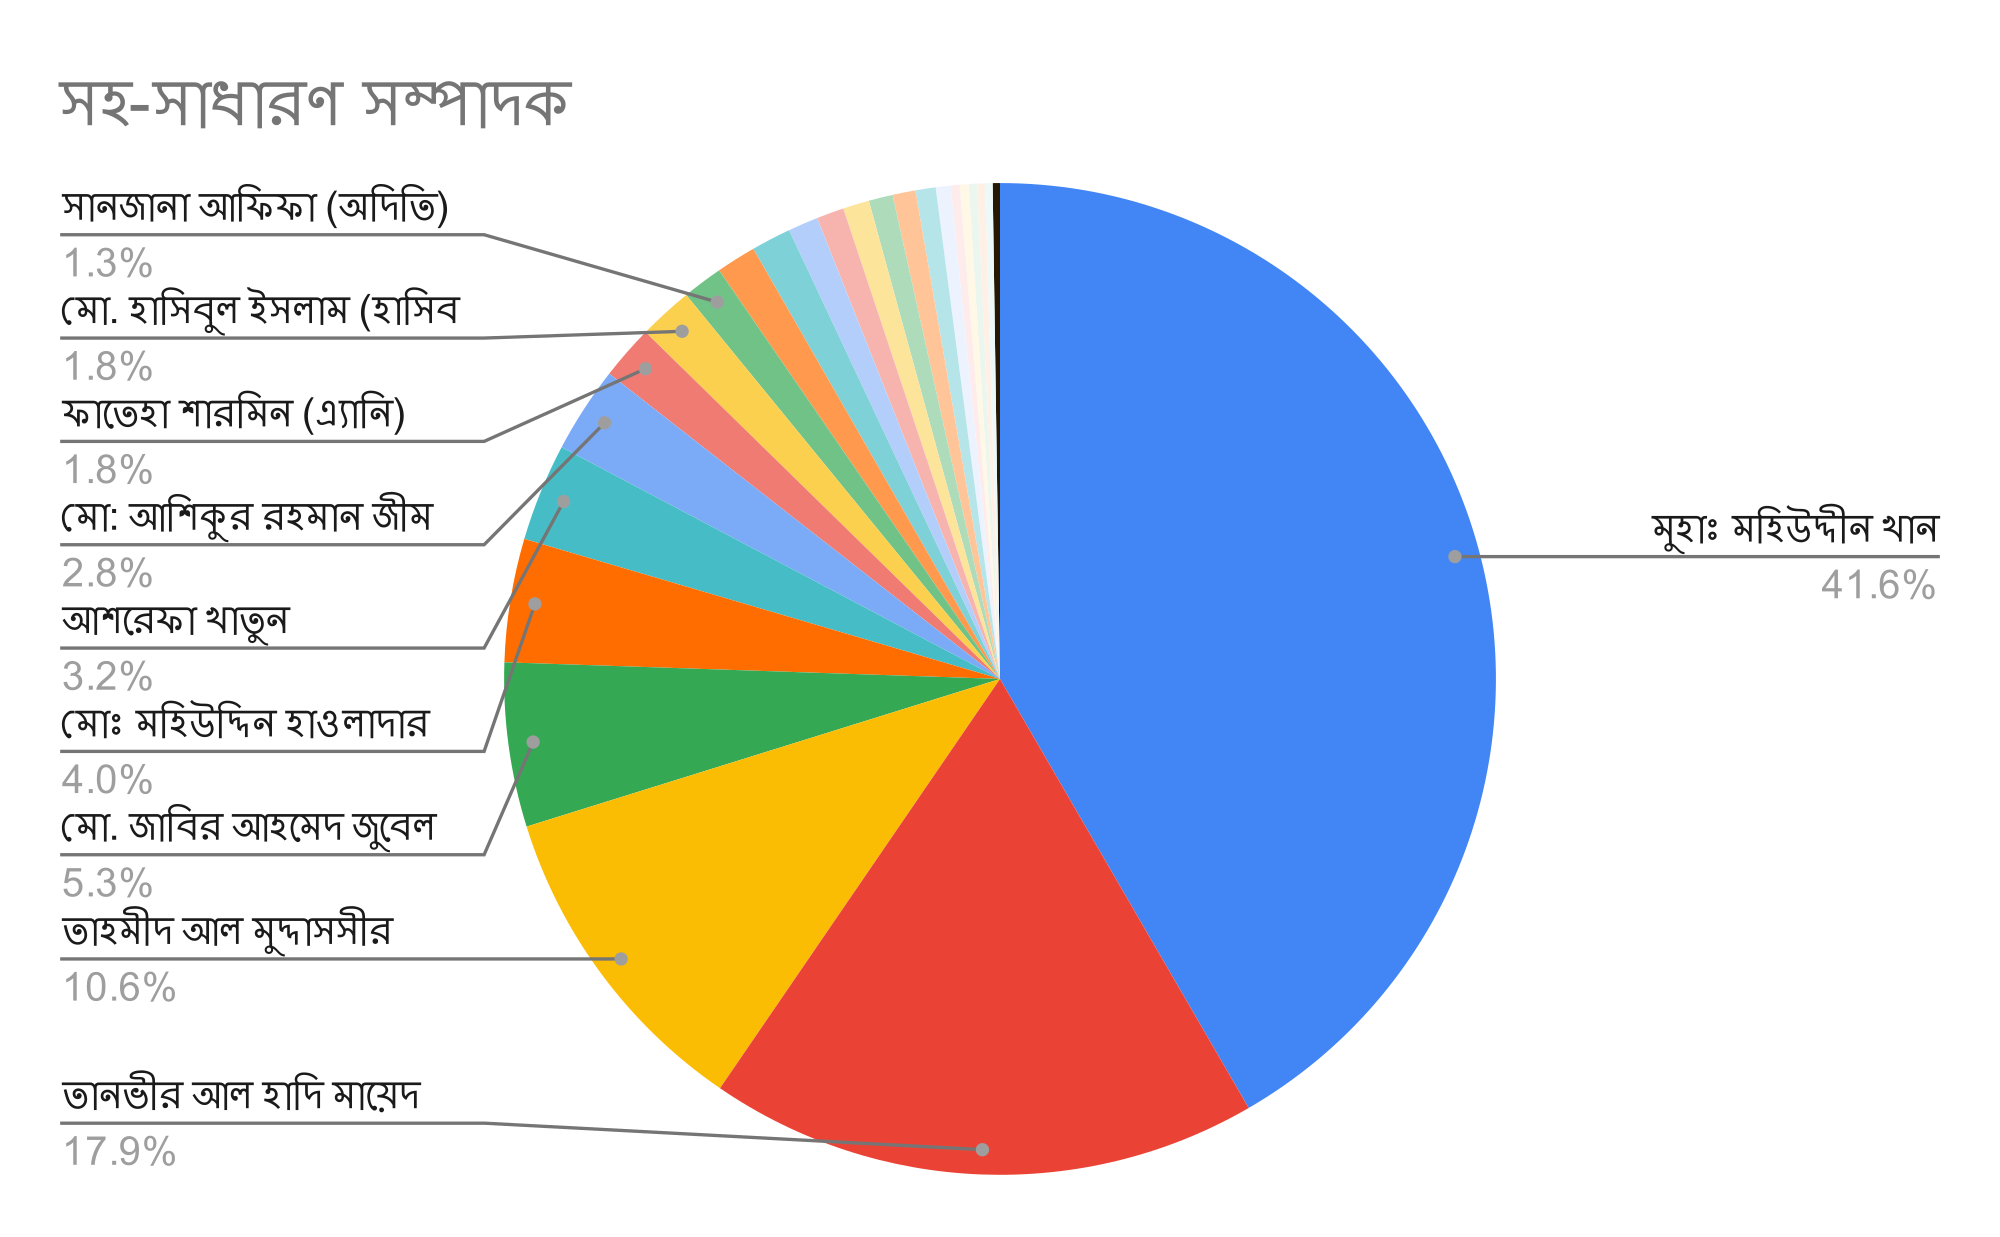 সহ-সাধারণ সম্পাদক
সানজানা আফিফা (অদিতি)
1.3%
মো. হাসিবুল ইসলাম (হাসিব
1.8%
ফাতেহা শারমিন (এ্যানি)
1.8%
মো: আশিকুর রহমান জীম
2.8%
আশরেফা খাতুন
3.2%
মোঃ মহিউদ্দিন হাওলাদার
4.0%
মো. জাবির আহমেদ জুবেল
5.3%
তাহমীদ আল মুদ্দাসসীর
10.6%
তানভীর আল হাদি মায়েদ
17.9%
মুহাঃ মহিউদ্দীন খান
41.6%